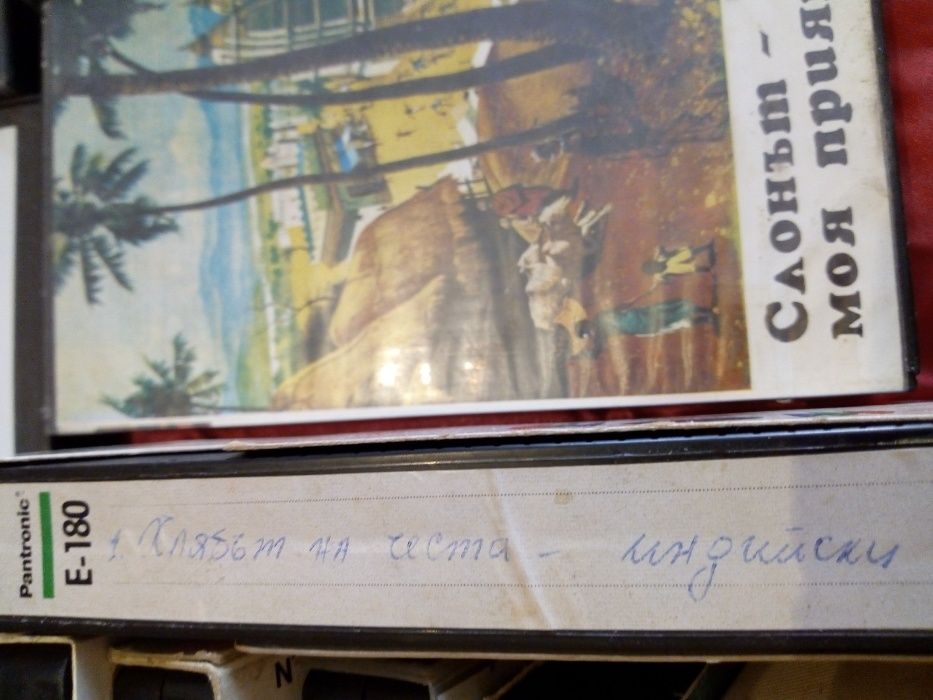 Слонът -
моя прия
Pantronic®
E-180
1. Хлябът на честа - индийски
N